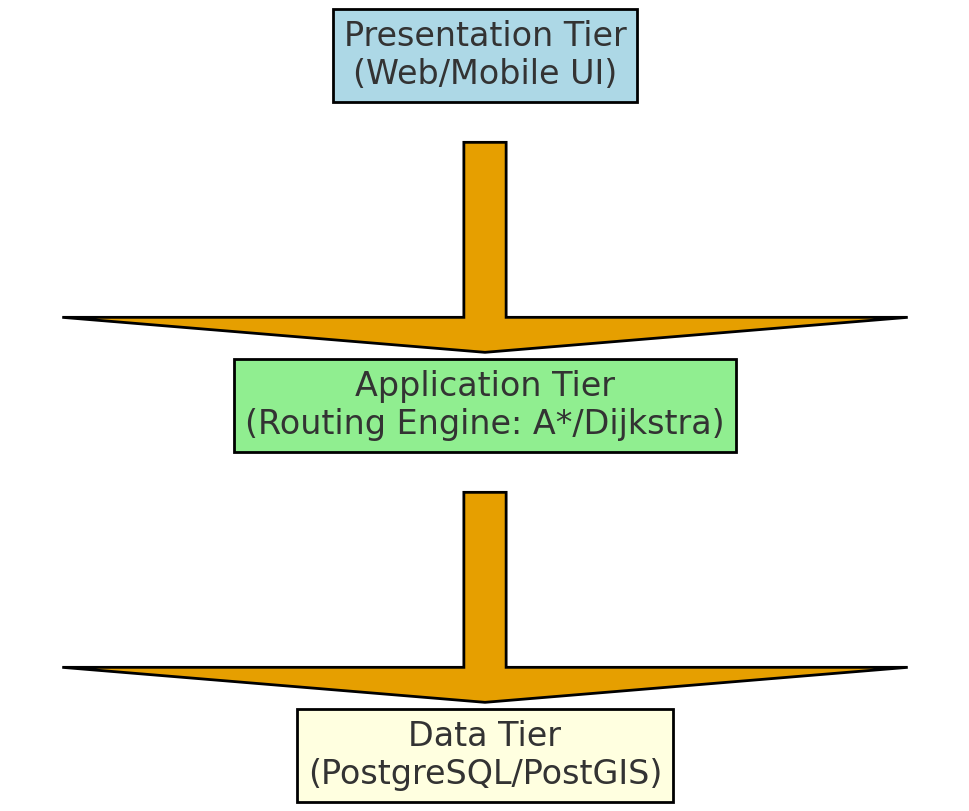 Presentation Tier
(Web/Mobile UI)
Application Tier
(Routing Engine: A*/Dijkstra)
Data Tier
(PostgreSQL/PostGIS)